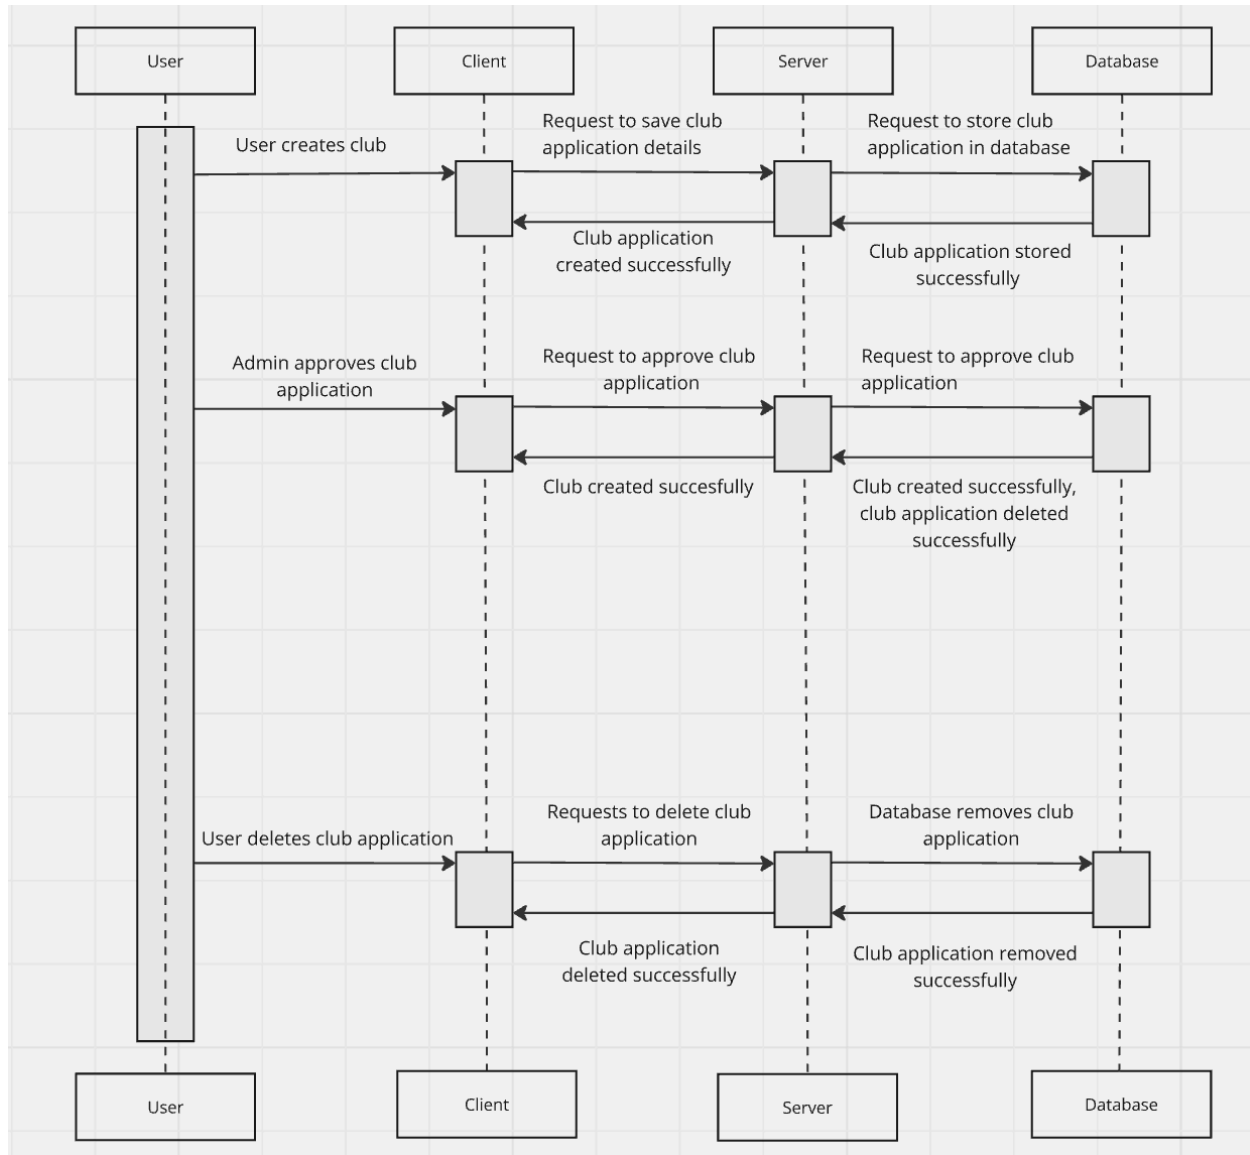 User
Client
Server
Database
User creates club
Request to save club
application details
Request to store club
application in database
Club application
created successfully
Club application stored
successfully
Admin approves club
application
Request to approve club
application
Request to approve club
application
Club created succesfully
Club created successfully,
club application deleted
successfully
User deletes club application
Requests to delete club
application
Database removes club
application
Club application
deleted successfully
Club application removed
successfully
User
Client
Server
Database